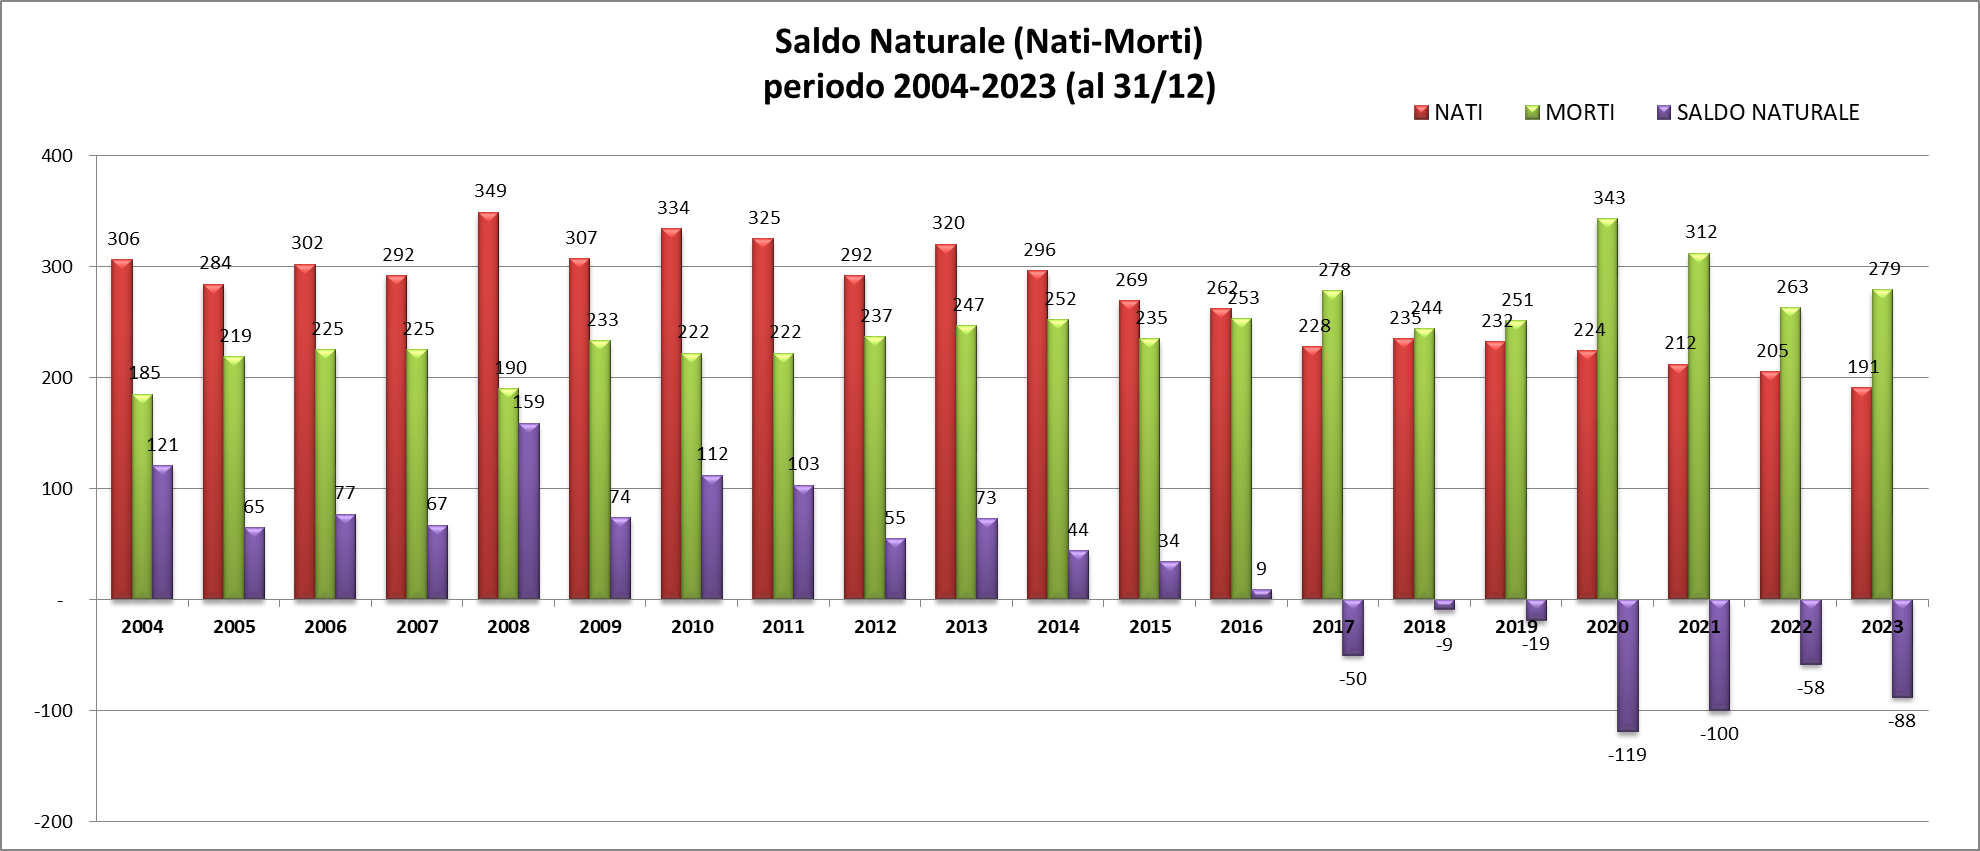 Saldo Naturale (Nati-Morti)
periodo 2004-2023 (al 31/12)
NATI MORTI SALDO NATURALE
400
300
200
100
-
-100
-200
306 185 121
284 219 65
302 225 77
292 225 67
349 190 159
307 233 74
334 222 112
325 222 103
292 237 55
320 247 73
296 252 44
269 235 34
262 253 9
228 278 -50
235 244 -9
232 251 -19
224 343 -119
212 312 -100
205 263 -58
191 279 -88
2004 2005 2006 2007 2008 2009 2010 2011 2012 2013 2014 2015 2016 2017 2018 2019 2020 2021 2022 2023